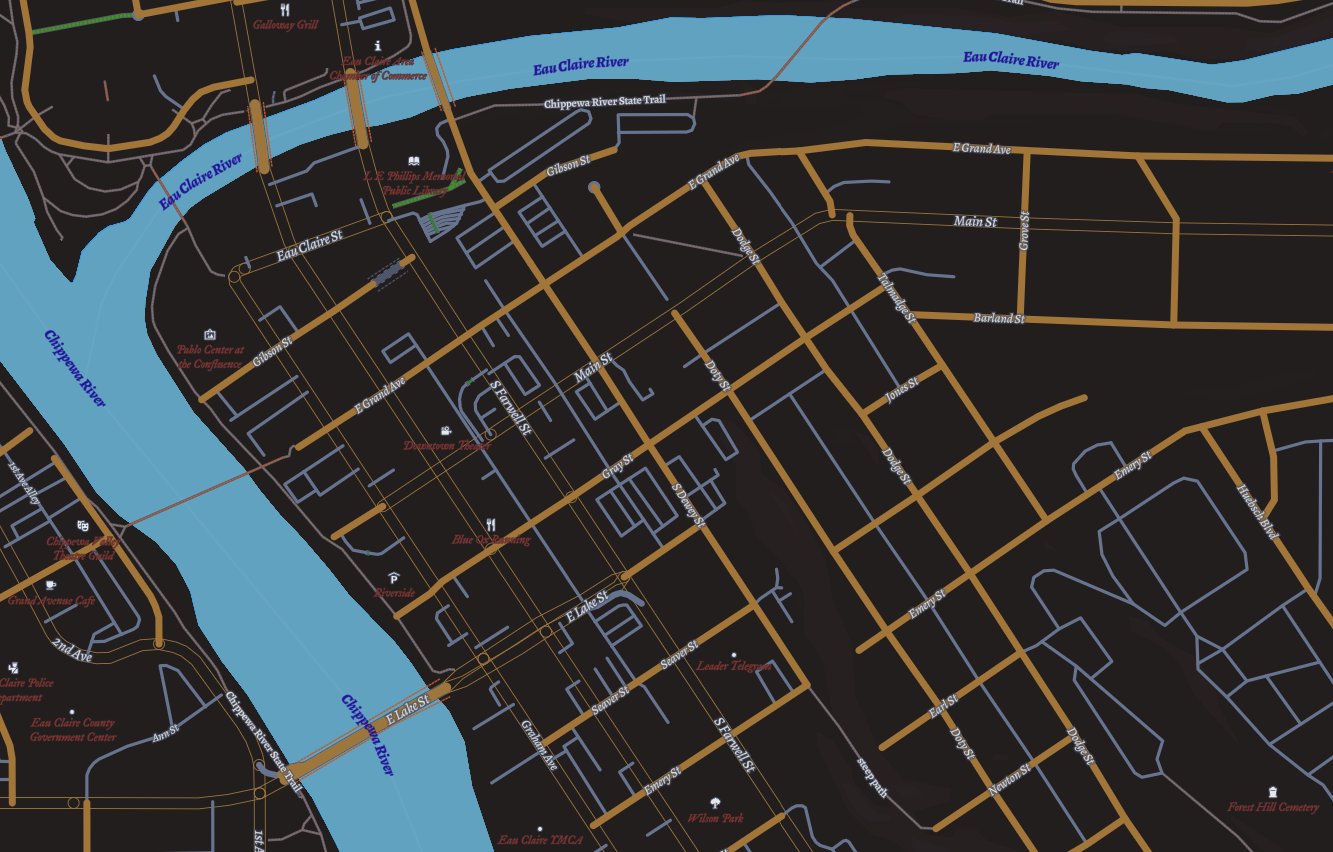 Galloway Grill
Eau Claire Area
Chamber of Commerce
Eau Claire River
Eau Claire River
Chippewa River State Trail
E Grand Ave
Gibson St
Eau Claire River
L. E. Phillips Memorial
Public Library
E Grand Ave
Main St
Grove St
Eau Claire St
Dodge St
Talmadge St
Barland St
Chippewa River
Pablo Center at
the Confluence
Gibson St
Main St
Doty St
Jones St
E Grand Ave
S Farwell St
Downtown Theater
Gray St
Dodge St
Emery St
1st Ave Alley
S Dewey St
Huebsch Blvd
Chippewa Valley
Theatre Guild
Blue Ox Running
Riverside
Grand Avenue Cafe
E Lake St
Emery St
2nd Ave
Seaver St
Leader Telegram
Claire Police
Department
Seaver St
Earl St
Eau Claire County
Government Center
Ann St
Chippewa River State Trail
E Lake St
Chippewa River
Graham Ave
S Farwell St
Doty St
Dodge St
steep path
Emery St
Newton St
Wilson Park
Forest Hill Cemetery
Eau Claire YMCA
1st A